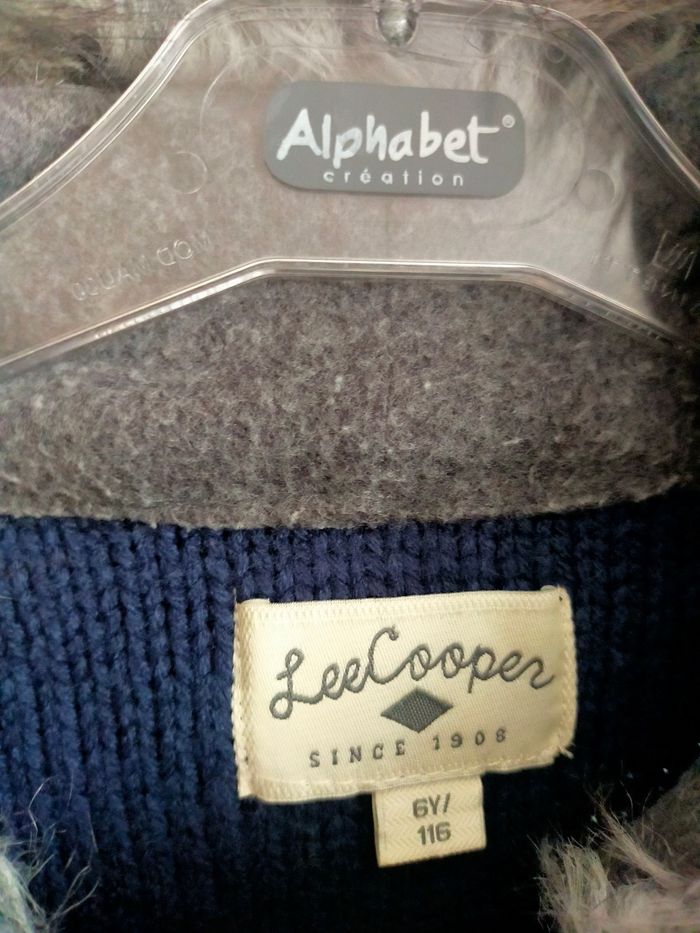 Alphabet®
création
LeeCooper
SINCE 1908
6Y/
116